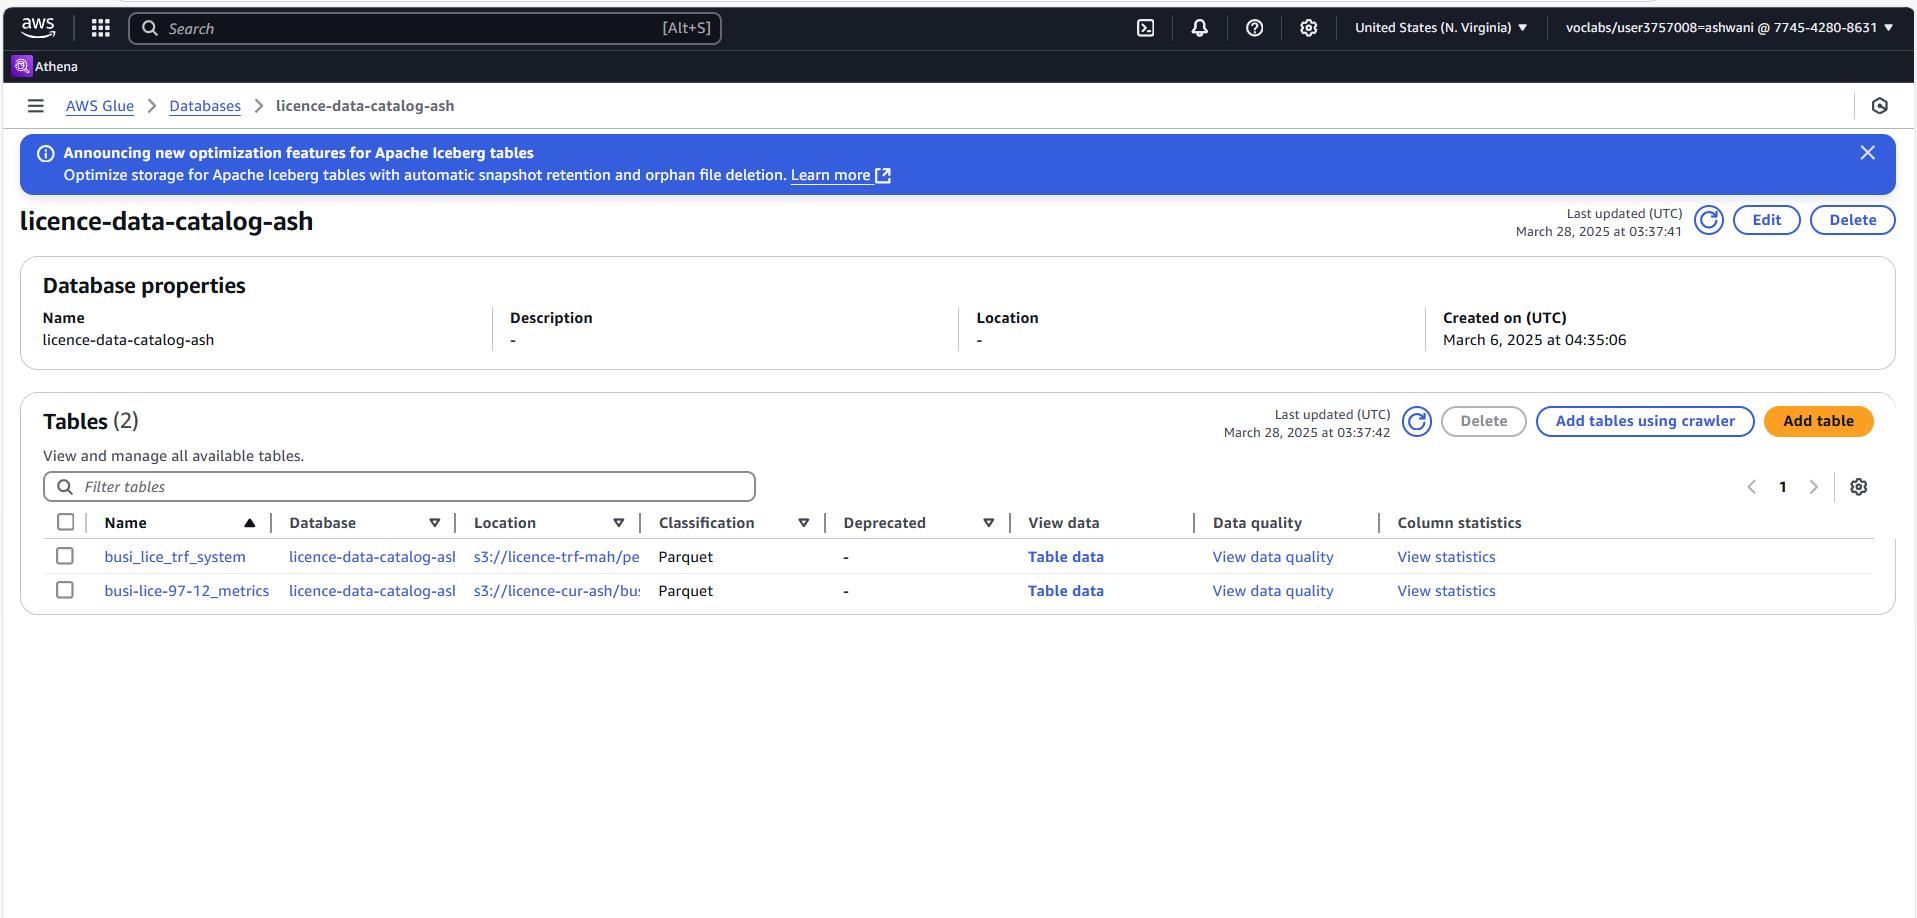 aws
Search [Alt+S]
United States (N. Virginia)
voclabs/user3757008=ashwani @ 7745-4280-8631
Athena
AWS Glue
Databases
licence-data-catalog-ash
Announcing new optimization features for Apache Iceberg tables
Optimize storage for Apache Iceberg tables with automatic snapshot retention and orphan file deletion. Learn more
licence-data-catalog-ash
Last updated (UTC)
March 28, 2025 at 03:37:41
Edit
Delete
Database properties
Name
licence-data-catalog-ash
Description
-
Location
-
Created on (UTC)
March 6, 2025 at 04:35:06
Tables (2)
Last updated (UTC)
March 28, 2025 at 03:37:42
Delete
Add tables using crawler
Add table
View and manage all available tables.
Filter tables
1
Name Database Location Classification Deprecated View data Data quality Column statistics
busi_lice_trf_system licence-data-catalog-asl s3://licence-trf-mah/pe Parquet - Table data View data quality View statistics
busi-lice-97-12_metrics licence-data-catalog-asl s3://licence-cur-ash/bus Parquet - Table data View data quality View statistics